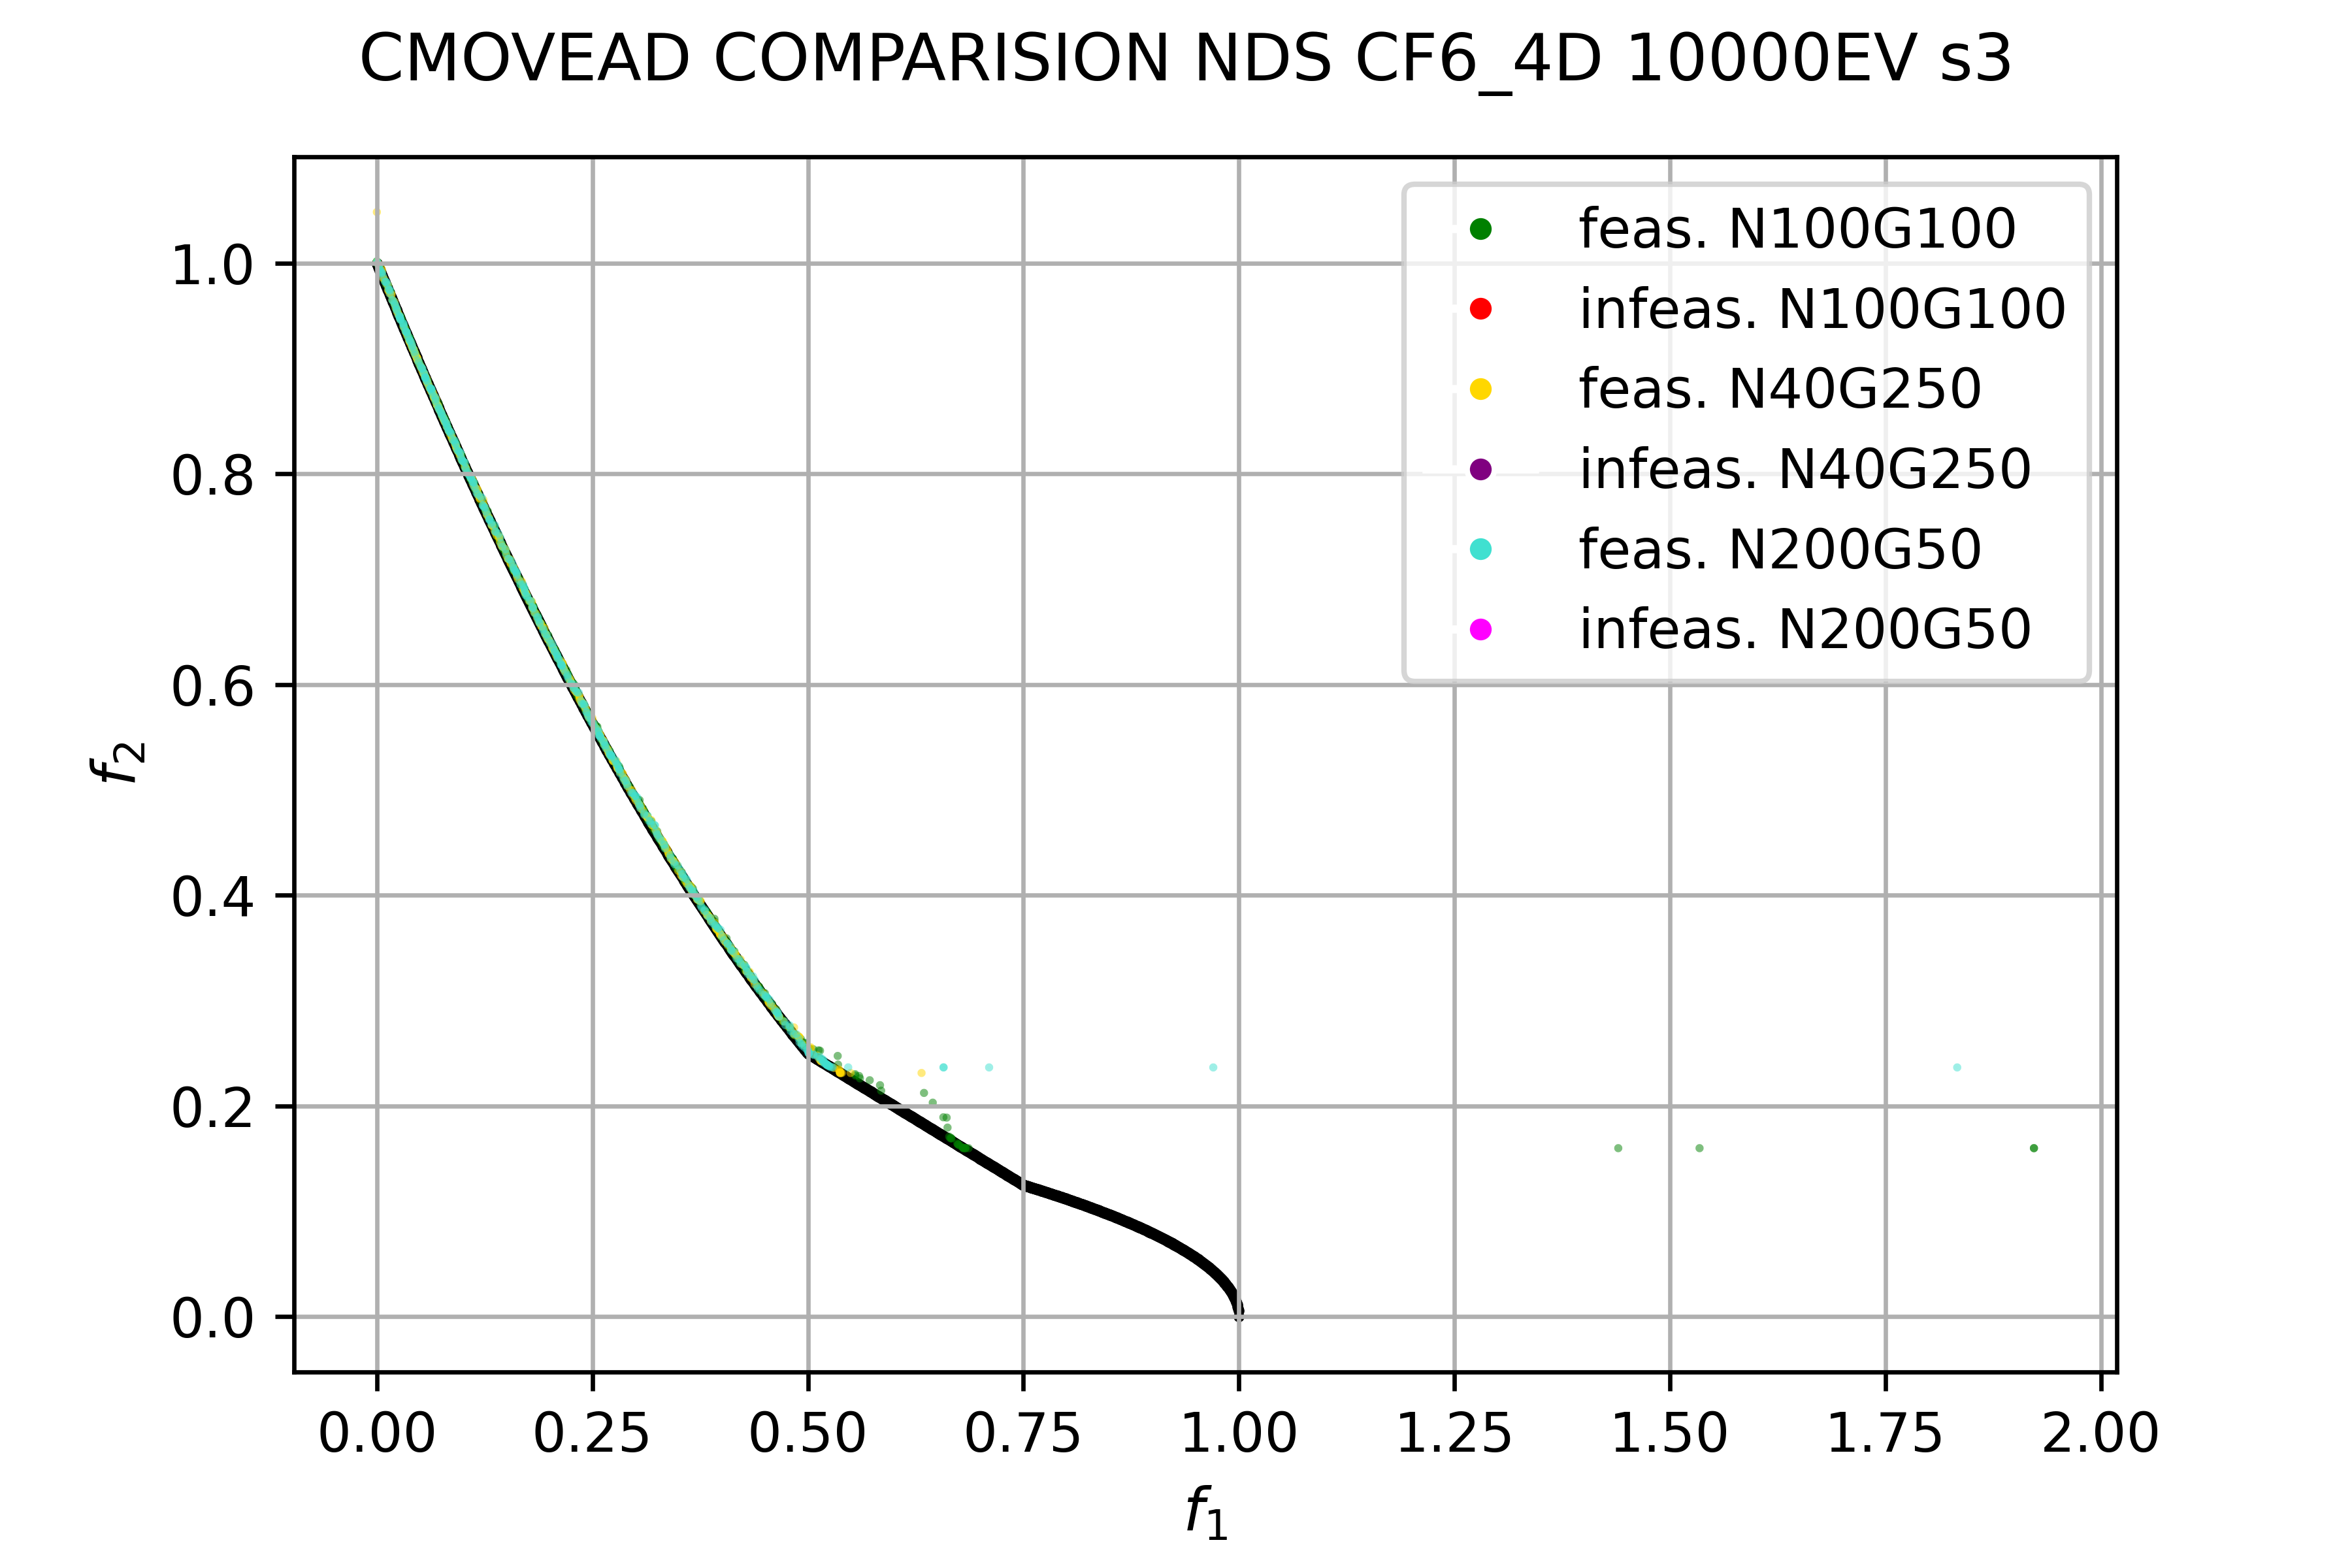 CMOVEAD COMPARISION NDS CF6_4D 10000EV s3
feas. N100G100
infeas. N100G100
feas. N40G250
infeas. N40G250
feas. N200G50
infeas. N200G50
1.0
0.8
0.6
0.4
0.2
0.0
f2
0.00 0.25 0.50 0.75 1.00 1.25 1.50 1.75 2.00
f1